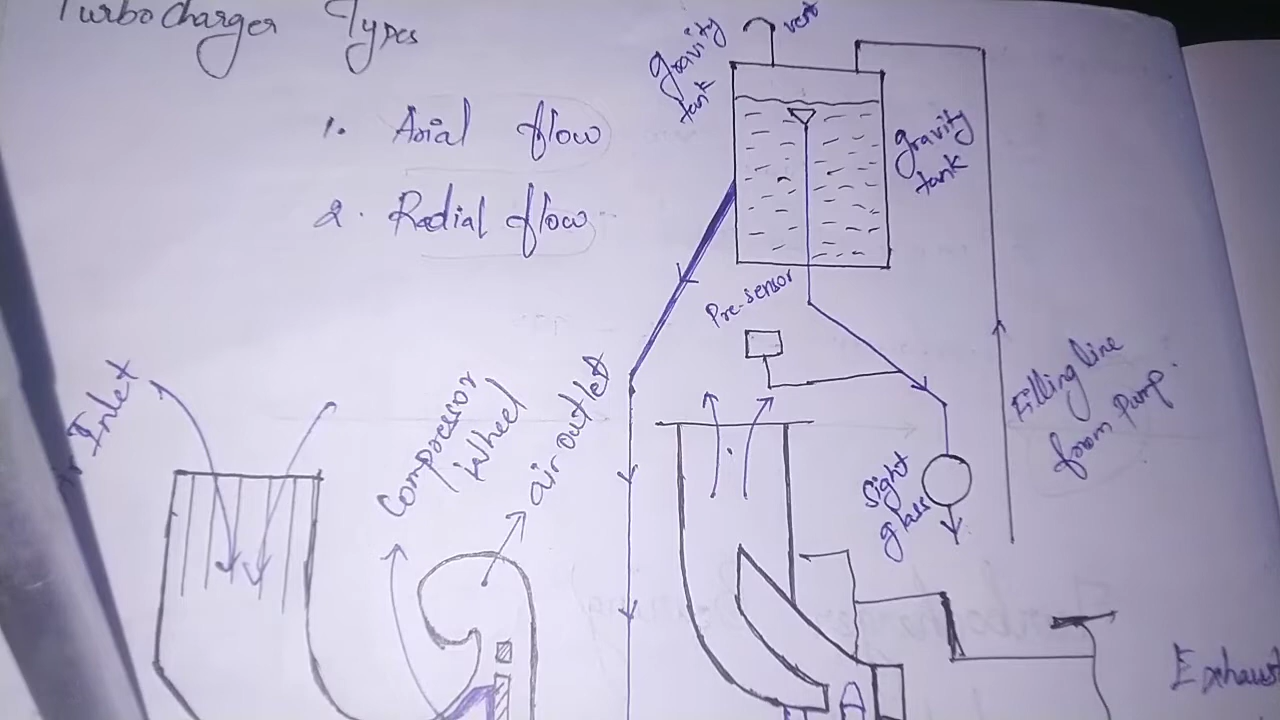 Turbocharger Types
1. Axial flow
2. Radial flow
vent
gravity
tank
gravity
tank
Pre-sensor
Filling line
from pump.
Inlet
Compressor
Wheel
air outlet
Sight
glass
Exhaust